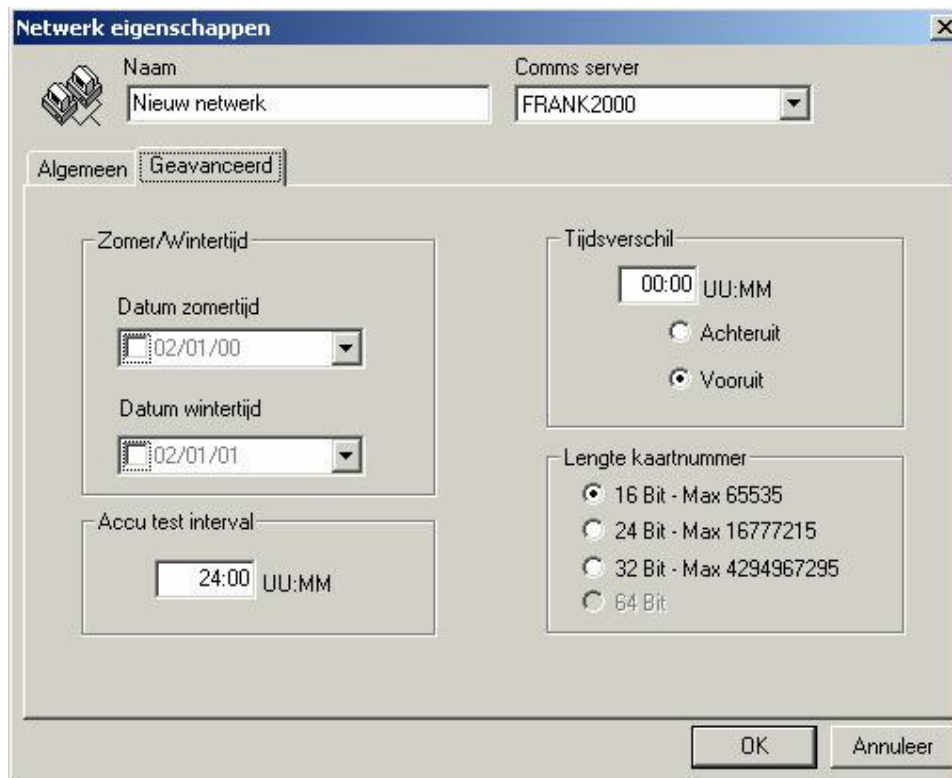 Netwerk eigenschappen
Naam
Nieuw netwerk
Comms server
FRANK2000
Algemeen
Geavanceerd
Zomer/Wintertijd
Datum zomertijd
02/01/00
Datum wintertijd
02/01/01
Accu test interval
24:00 UU:MM
Tijdsverschil
00:00 UU:MM
Achteruit
Vooruit
Lengte kaartnummer
16 Bit - Max 65535
24 Bit - Max 16777215
32 Bit - Max 4294967295
64 Bit
OK
Annuleer